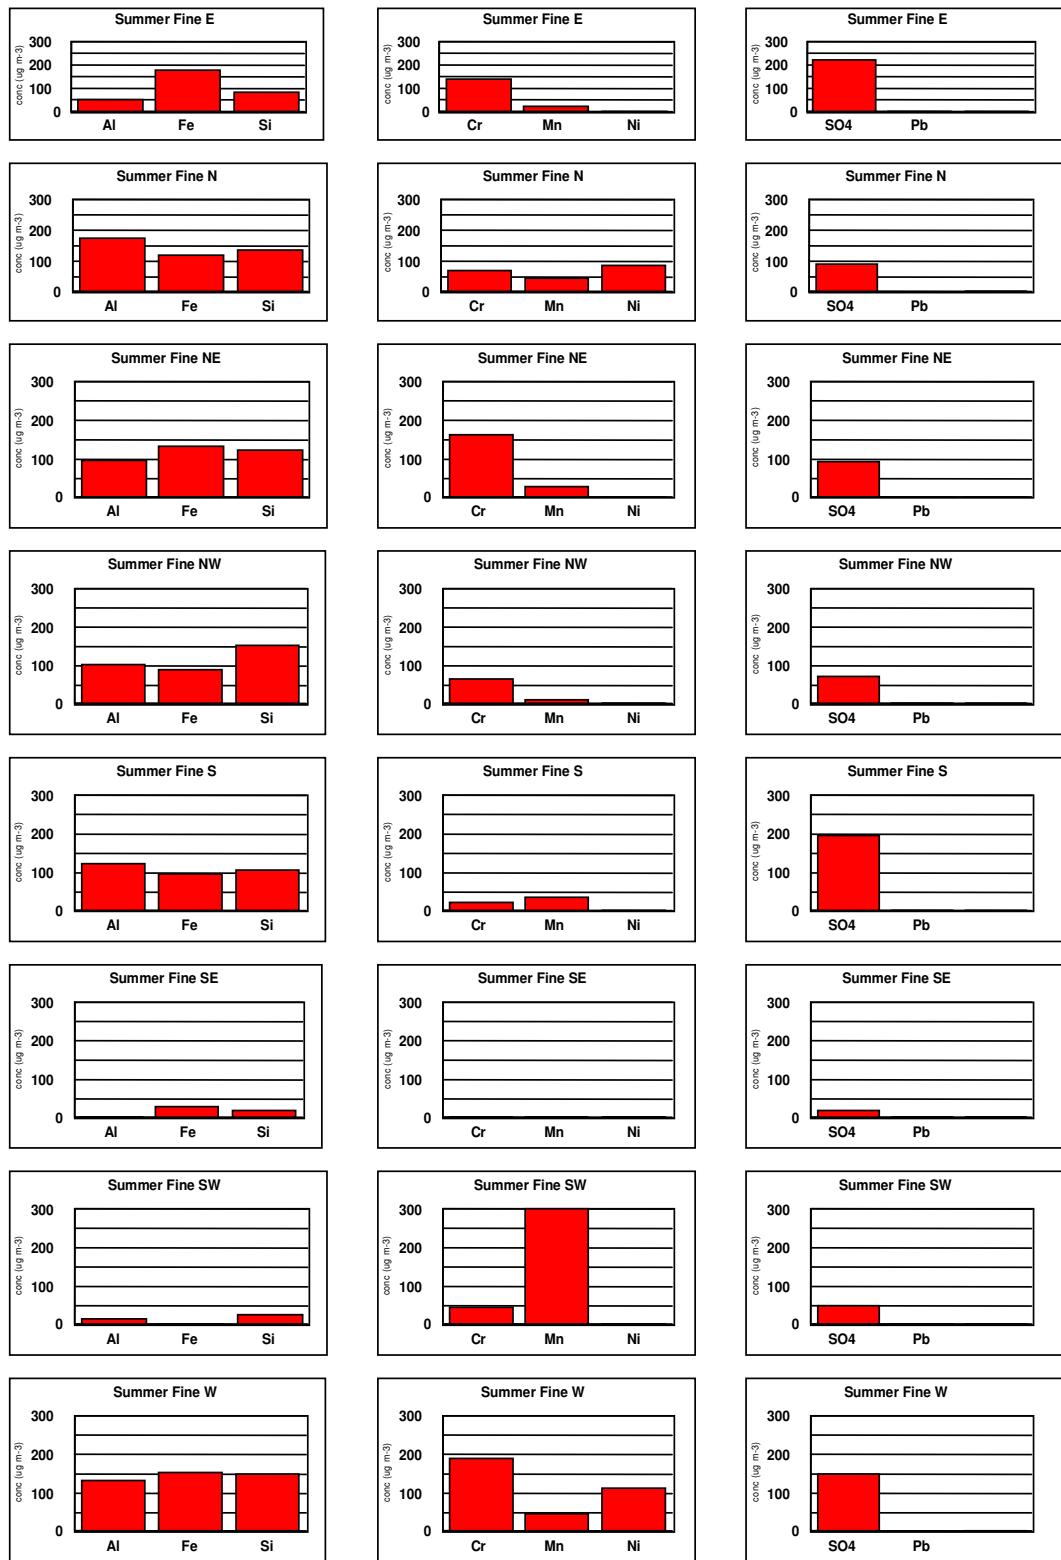 Summer Fine E
300
200
100
0
conc (ug m-3)
Al Fe Si
Summer Fine E
300
200
100
0
conc (ug m-3)
Cr Mn Ni
Summer Fine E
300
200
100
0
conc (ug m-3)
SO4 Pb
Summer Fine N
300
200
100
0
conc (ug m-3)
Al Fe Si
Summer Fine N
300
200
100
0
conc (ug m-3)
Cr Mn Ni
Summer Fine N
300
200
100
0
conc (ug m-3)
SO4 Pb
Summer Fine NE
300
200
100
0
conc (ug m-3)
Al Fe Si
Summer Fine NE
300
200
100
0
conc (ug m-3)
Cr Mn Ni
Summer Fine NE
300
200
100
0
conc (ug m-3)
SO4 Pb
Summer Fine NW
300
200
100
0
conc (ug m-3)
Al Fe Si
Summer Fine NW
300
200
100
0
conc (ug m-3)
Cr Mn Ni
Summer Fine NW
300
200
100
0
conc (ug m-3)
SO4 Pb
Summer Fine S
300
200
100
0
conc (ug m-3)
Al Fe Si
Summer Fine S
300
200
100
0
conc (ug m-3)
Cr Mn Ni
Summer Fine S
300
200
100
0
conc (ug m-3)
SO4 Pb
Summer Fine SE
300
200
100
0
conc (ug m-3)
Al Fe Si
Summer Fine SE
300
200
100
0
conc (ug m-3)
Cr Mn Ni
Summer Fine SE
300
200
100
0
conc (ug m-3)
SO4 Pb
Summer Fine SW
300
200
100
0
conc (ug m-3)
Al Fe Si
Summer Fine SW
300
200
100
0
conc (ug m-3)
Cr Mn Ni
Summer Fine SW
300
200
100
0
conc (ug m-3)
SO4 Pb
Summer Fine W
300
200
100
0
conc (ug m-3)
Al Fe Si
Summer Fine W
300
200
100
0
conc (ug m-3)
Cr Mn Ni
Summer Fine W
300
200
100
0
conc (ug m-3)
SO4 Pb